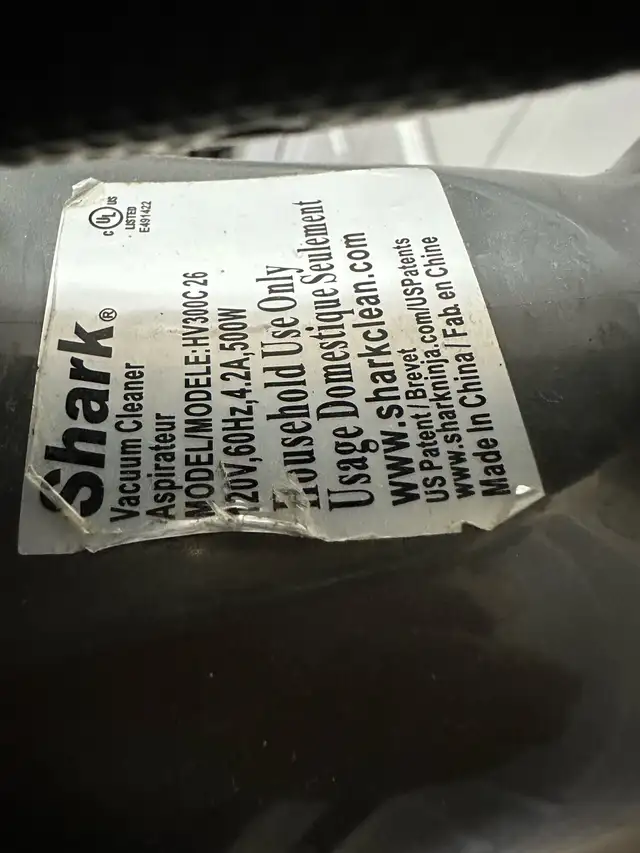 Shark®
Vacuum Cleaner
Aspirateur
MODEL/MODELE:HV300C 26
120V,60Hz,4.2A,500W
Household Use Only
Usage Domestique Seulement
www.sharkclean.com
US Patent / Brevet
www.sharkninja.com/USPatents
Made In China / Fab. en Chine
C UL US
LISTED
E491422